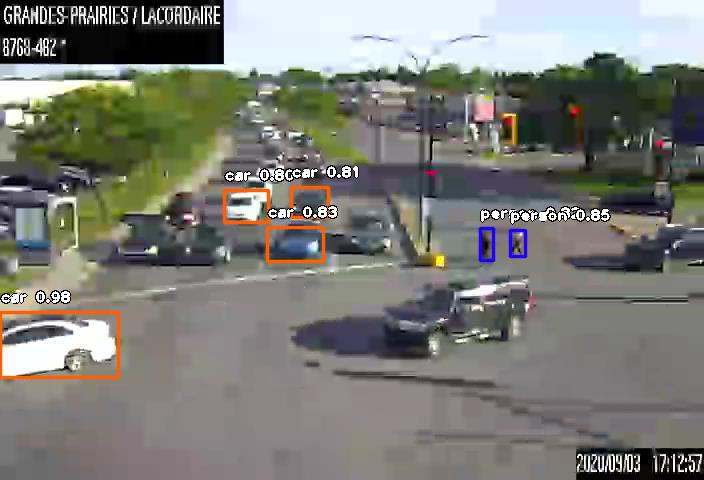 GRANDES-PRAIRIES / LACORDAIRE
8768-482
car 0.80
car 0.81
car 0.83
person 0.85
car 0.98
2020/09/03 17:12:57